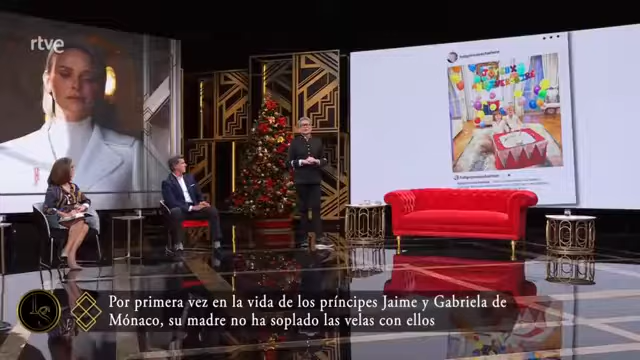 rtve
Por primera vez en la vida de los príncipes Jaime y Gabriela de
Mónaco, su madre no ha soplado las velas con ellos